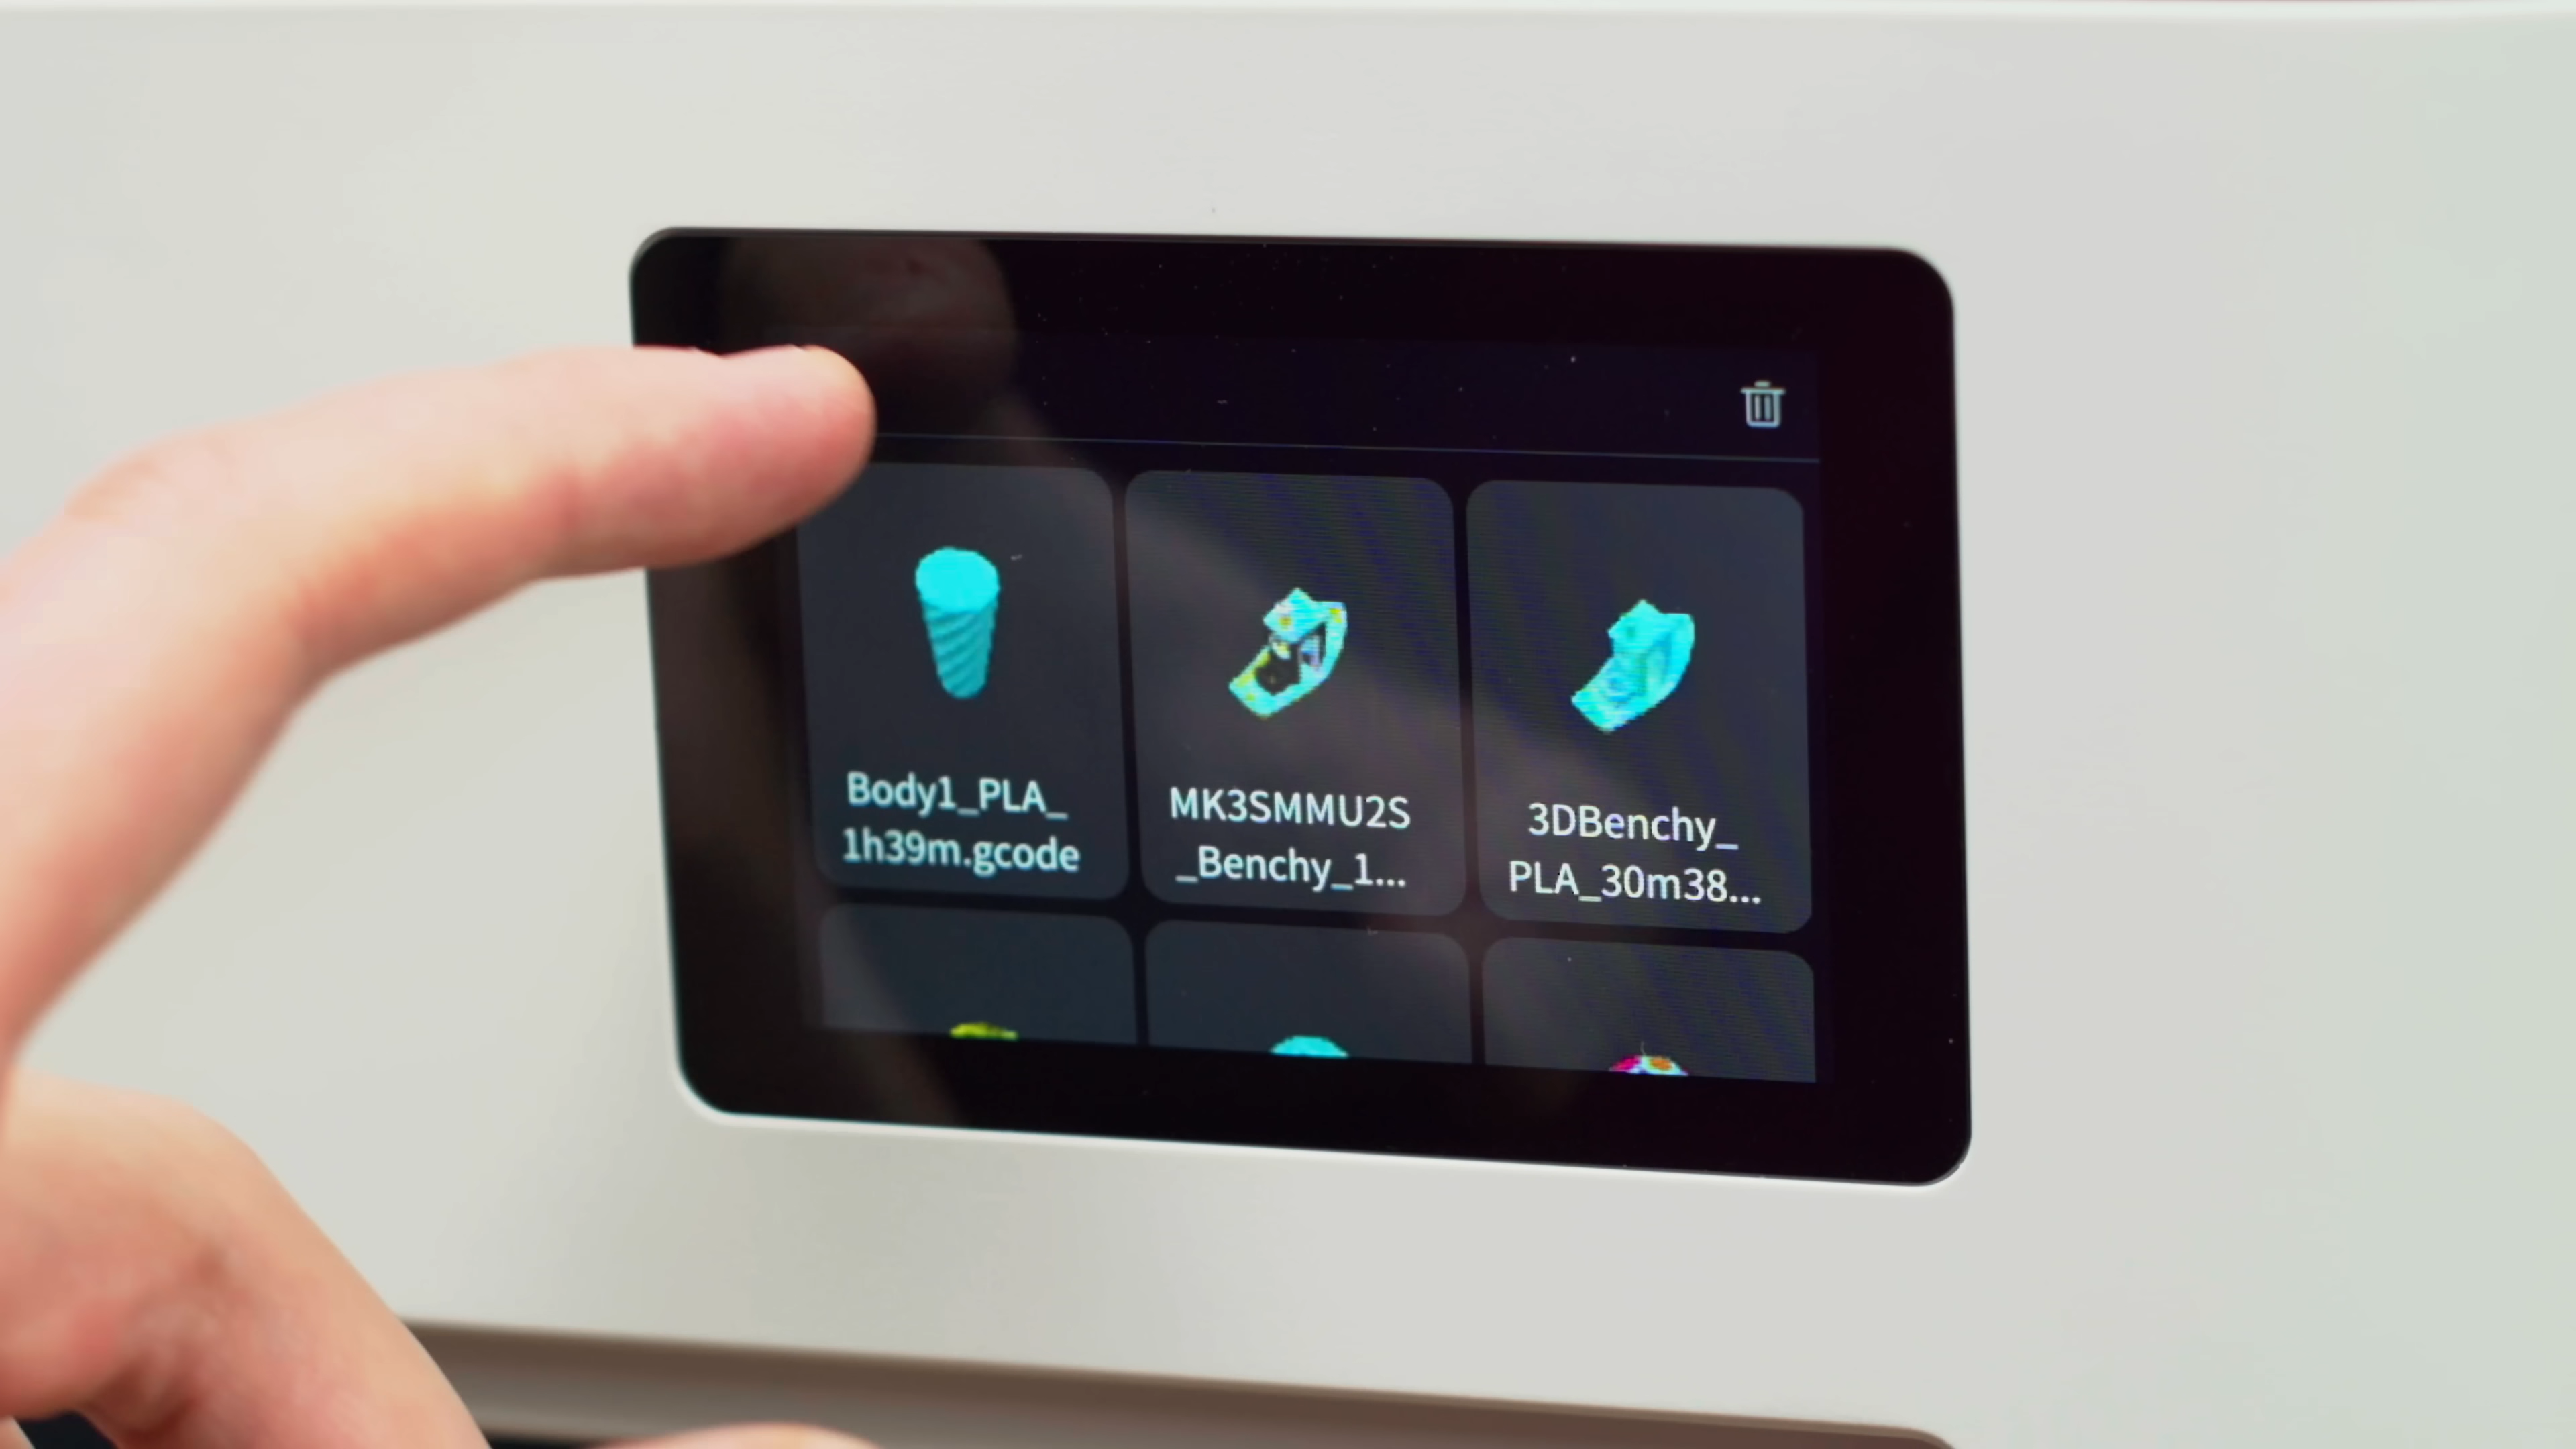 Body1_PLA_
1h39m.gcode
MK3SMMU2S
_Benchy_1...
3DBenchy_
PLA_30m38...